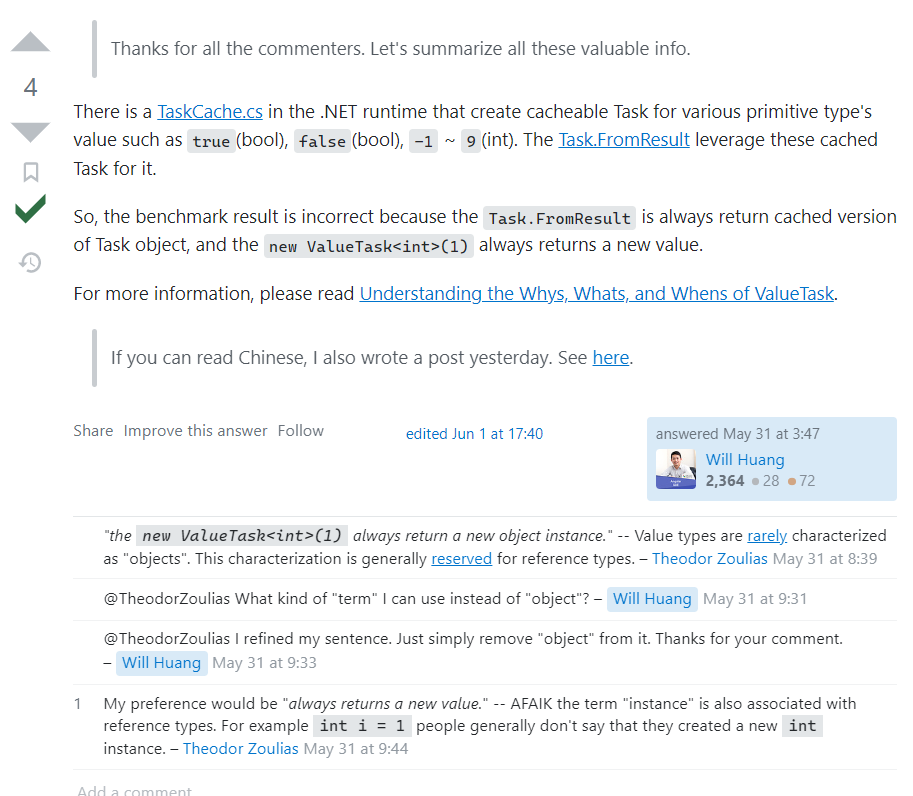 Thanks for all the commenters. Let's summarize all these valuable info.
4
There is a TaskCache.cs in the .NET runtime that create cacheable Task for various primitive type's
value such as true (bool), false (bool), -1 ~ 9 (int). The Task.FromResult leverage these cached
Task for it.
So, the benchmark result is incorrect because the Task.FromResult is always return cached version
of Task object, and the new ValueTask<int>(1) always returns a new value.
For more information, please read Understanding the Whys, Whats, and Whens of ValueTask.
If you can read Chinese, I also wrote a post yesterday. See here.
Share Improve this answer Follow
edited Jun 1 at 17:40
answered May 31 at 3:47
Will Huang
2,364 28 72
"the new ValueTask<int>(1) always return a new object instance." -- Value types are rarely characterized
as "objects". This characterization is generally reserved for reference types. – Theodor Zoulias May 31 at 8:39
@TheodorZoulias What kind of "term" I can use instead of "object"? – Will Huang May 31 at 9:31
@TheodorZoulias I refined my sentence. Just simply remove "object" from it. Thanks for your comment.
– Will Huang May 31 at 9:33
1 My preference would be "always returns a new value." -- AFAIK the term "instance" is also associated with
reference types. For example int i = 1 people generally don't say that they created a new int
instance. – Theodor Zoulias May 31 at 9:44
Add a comment